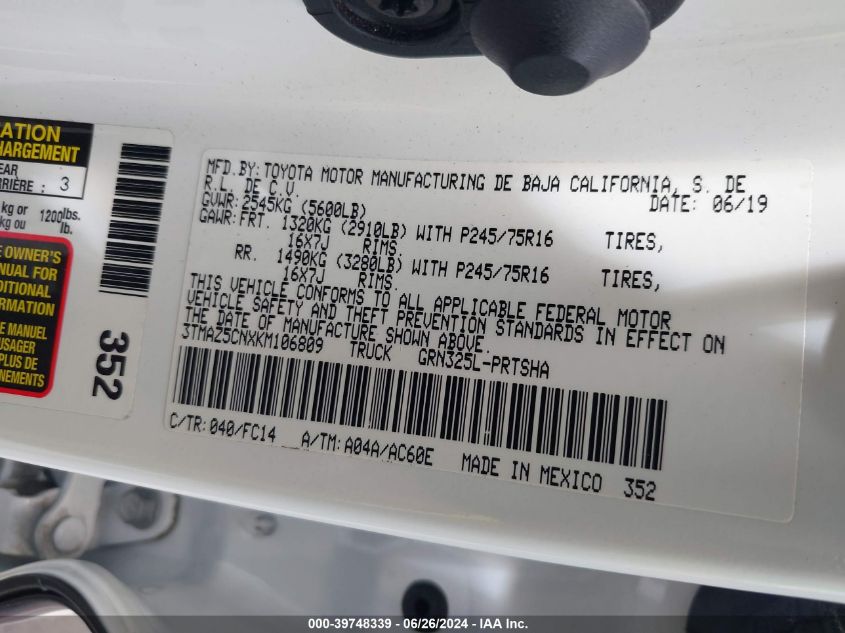 ATION
HARGEMENT
EAR
RRIÈRE : 3
kg or 1200 lbs.
kg ou lb.
E OWNER'S
ANUAL FOR
DDITIONAL
FORMATION
E MANUEL
USAGER
PLUS DE
352
MFD.BY:TOYOTA MOTOR MANUFACTURING DE BAJA CALIFORNIA, S. DE
R.L. DE C.V. DATE: 06/19
GVWR:2545KG (5600LB)
GAWR:FRT. 1320KG (2910LB) WITH P245/75R16 TIRES,
16X7J RIMS.
RR. 1490KG (3280LB) WITH P245/75R16 TIRES,
16X7J RIMS.
THIS VEHICLE CONFORMS TO ALL APPLICABLE FEDERAL MOTOR
VEHICLE SAFETY AND THEFT PREVENTION STANDARDS IN EFFECT ON
THE DATE OF MANUFACTURE SHOWN ABOVE.
3TMAZ5CNXKM106809 TRUCK GRN325L-PRTSHA
C/TR:040/FC14 A/TM:A04A/AC60E MADE IN MEXICO 352
000-39748339 - 06/26/2024 - IAA Inc.